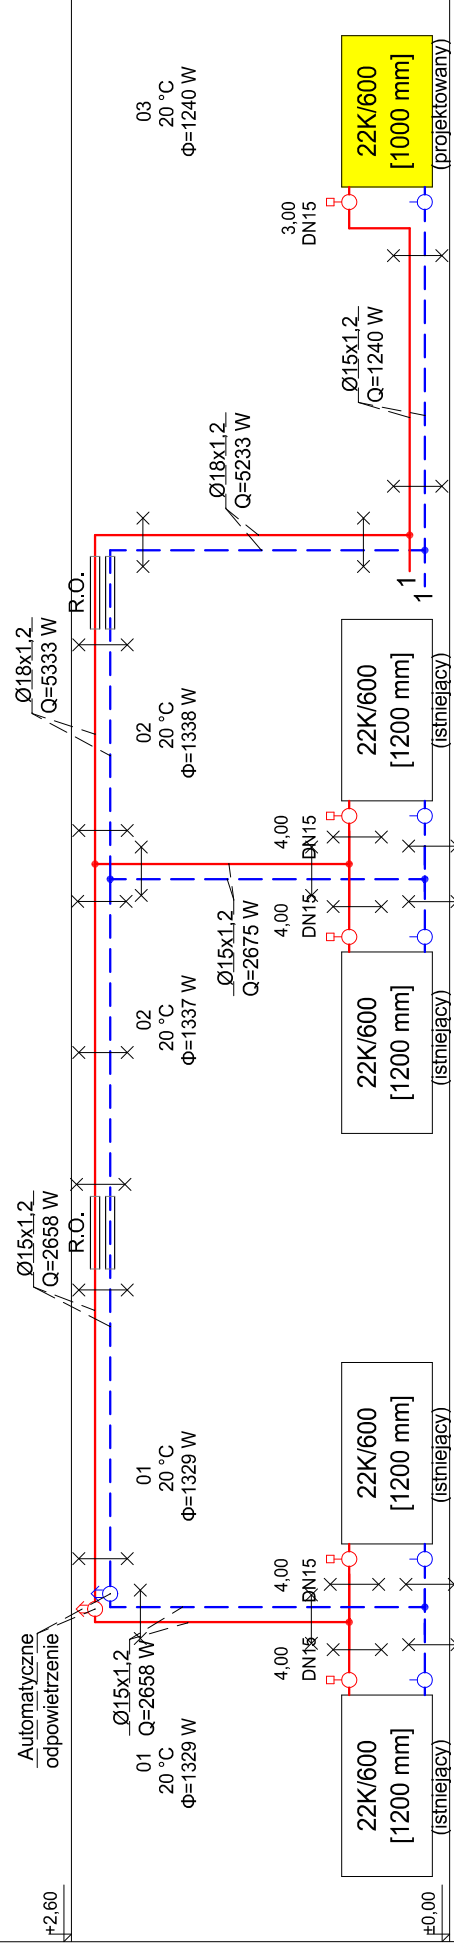 +2,60
±0,00
Automatyczne
odpowietrzenie
01
20 °C
Φ=1329 W
Ø15x1,2
Q=2658 W
22K/600
[1200 mm]
(istniejący)
4,00
DN15
4,00
DN15
01
20 °C
Φ=1329 W
22K/600
[1200 mm]
(istniejący)
Ø15x1,2
Q=2658 W
R.O.
02
20 °C
Φ=1337 W
22K/600
[1200 mm]
(istniejący)
Ø15x1,2
Q=2675 W
4,00
DN15
4,00
DN15
02
20 °C
Φ=1338 W
22K/600
[1200 mm]
(istniejący)
Ø18x1,2
Q=5333 W
R.O.
1
1
Ø18x1,2
Q=5233 W
Ø15x1,2
Q=1240 W
3,00
DN15
03
20 °C
Φ=1240 W
22K/600
[1000 mm]
(projektowany)